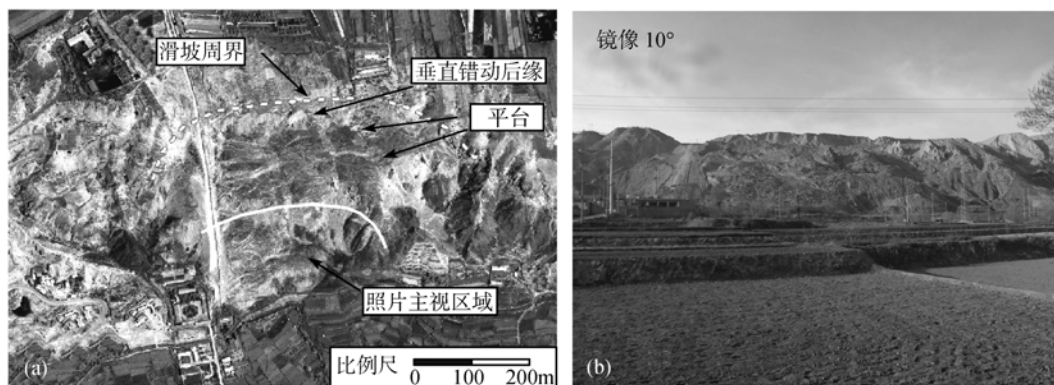 滑坡周界
垂直错动后缘
平台
照片主视区域
比例尺
0 100 200m
(a)
镜像 10°
(b)